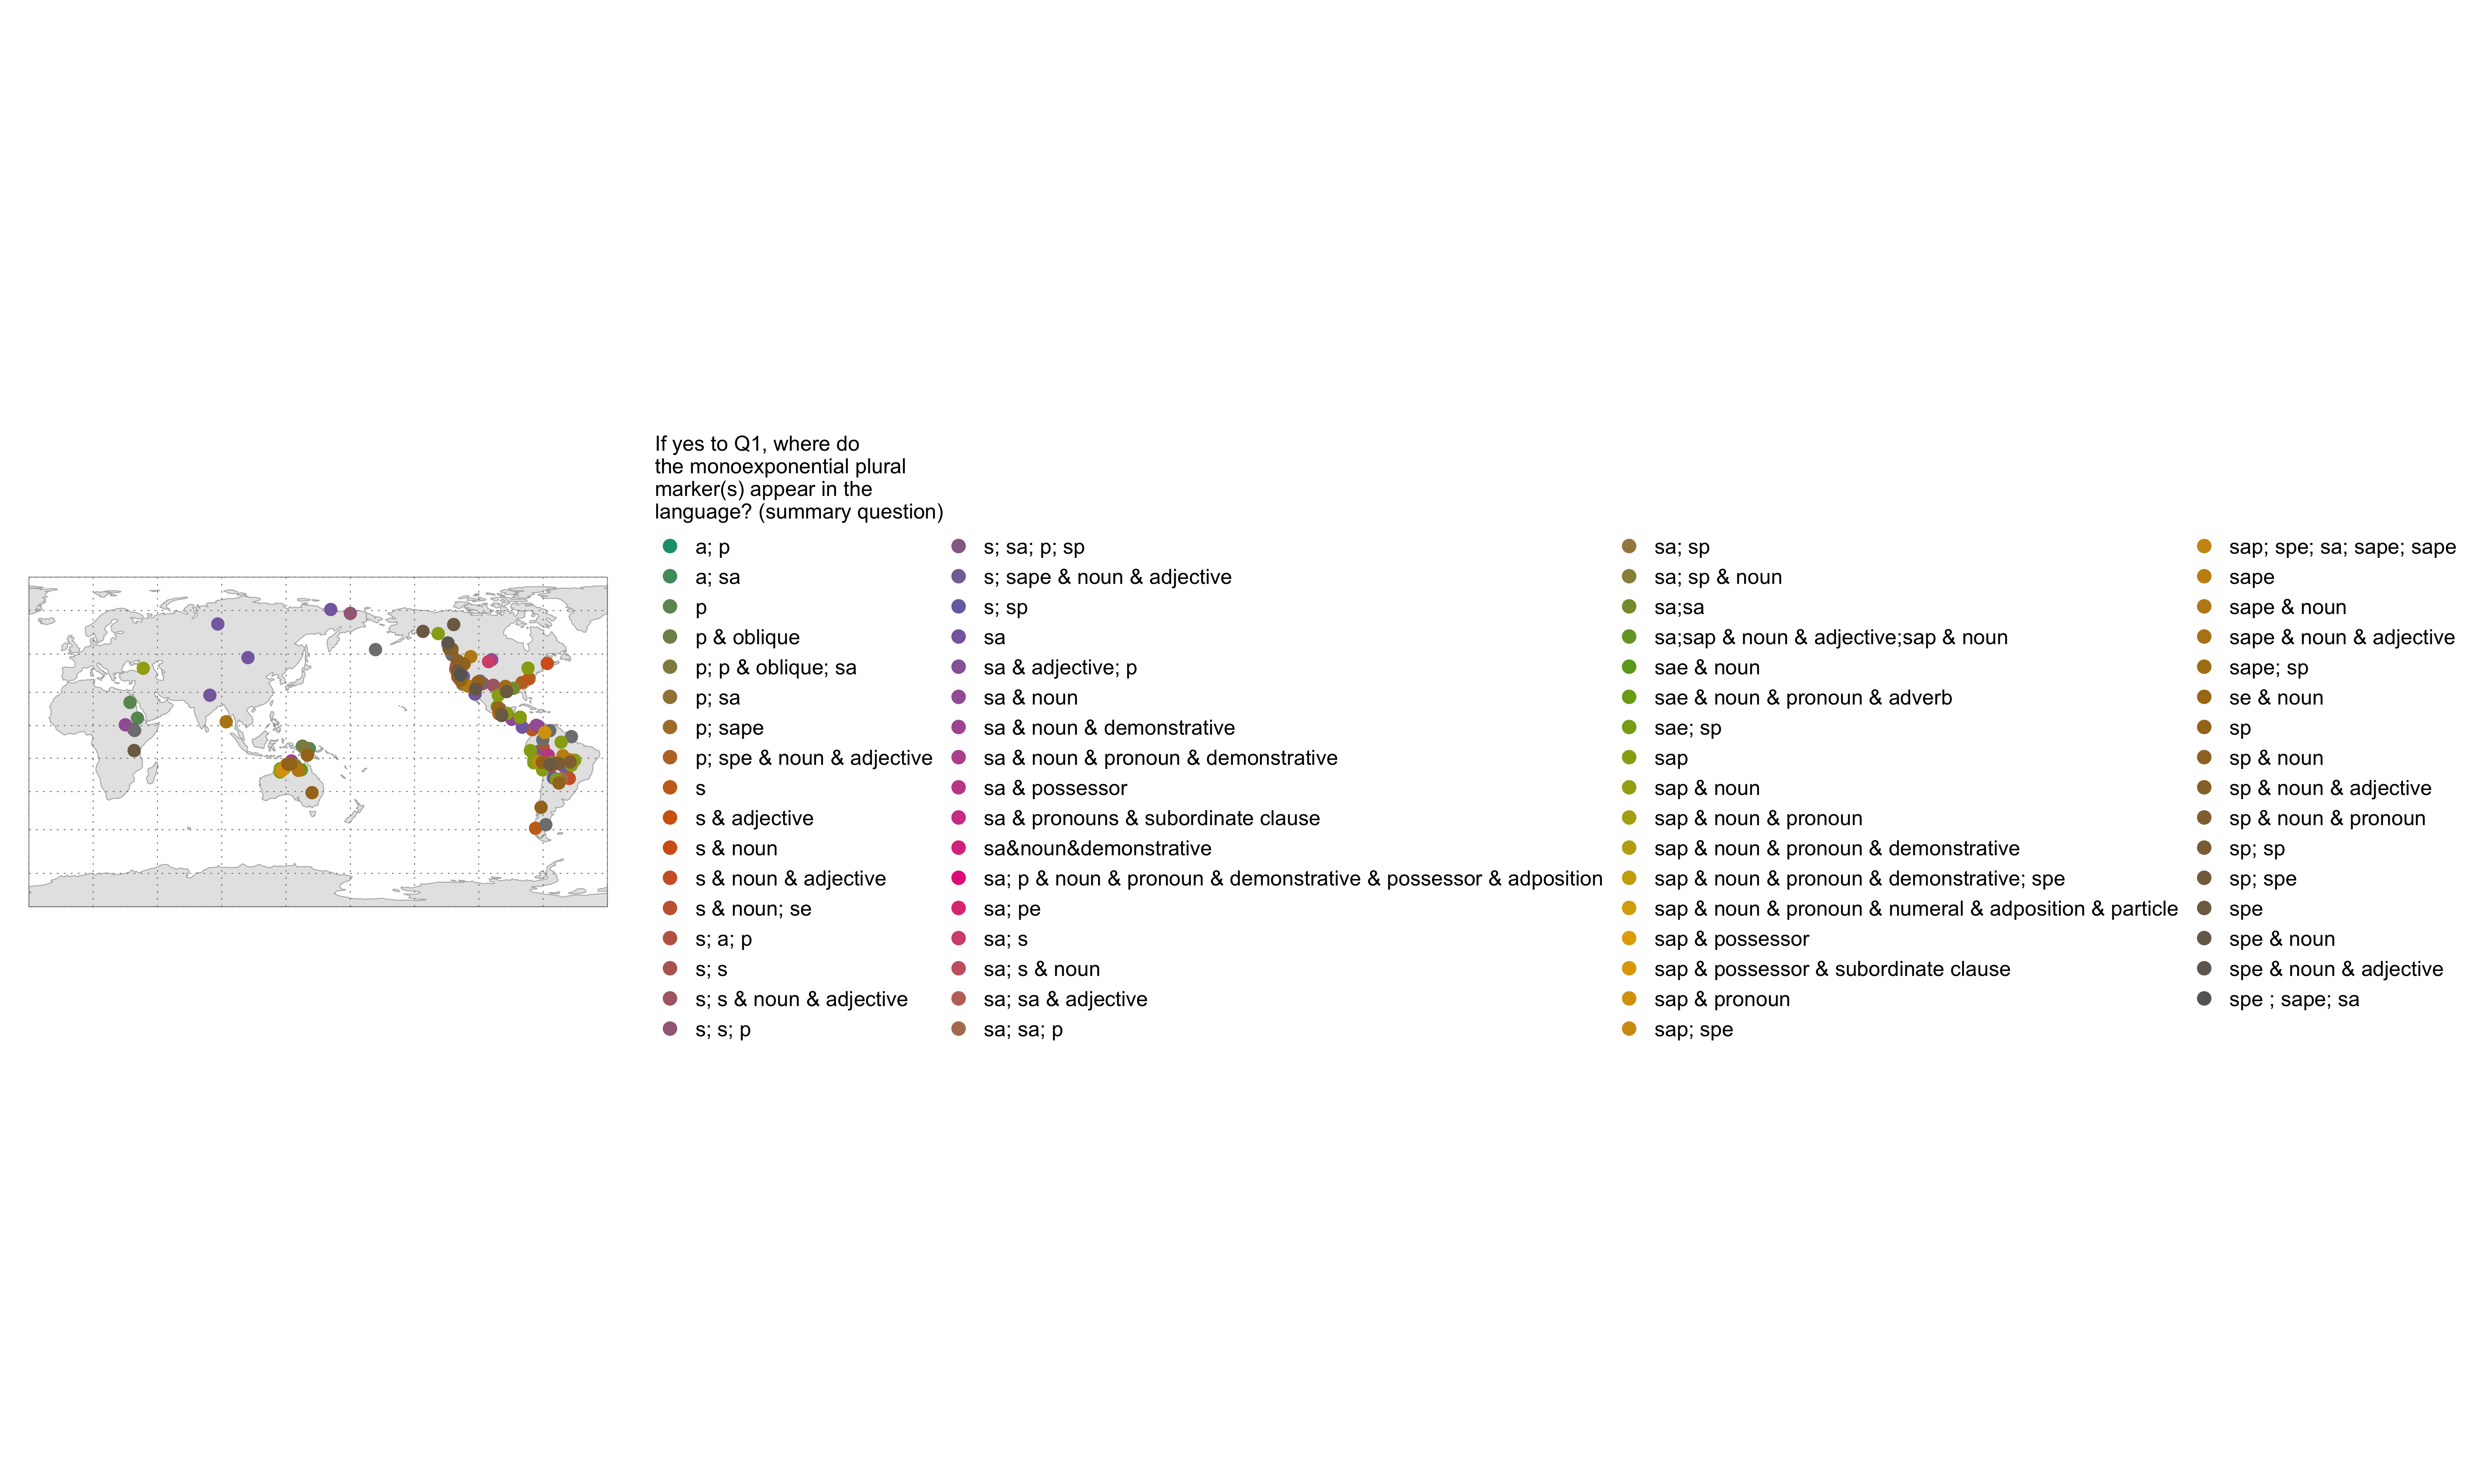 If yes to Q1, where do
the monoexponential plural
marker(s) appear in the
language? (summary question)
a; p
a; sa
p
p & oblique
p; p & oblique; sa
p; sa
p; sape
p; spe & noun & adjective
s
s & adjective
s & noun
s & noun & adjective
s & noun; se
s; a; p
s; s
s; s & noun & adjective
s; s; p
s; sa; p; sp
s; sape & noun & adjective
s; sp
sa
sa & adjective; p
sa & noun
sa & noun & demonstrative
sa & noun & pronoun & demonstrative
sa & possessor
sa & pronouns & subordinate clause
sa&noun&demonstrative
sa; p & noun & pronoun & demonstrative & possessor & adposition
sa; pe
sa; s
sa; s & noun
sa; sa & adjective
sa; sa; p
sa; sp
sa; sp & noun
sa;sa
sa;sap & noun & adjective;sap & noun
sae & noun
sae & noun & pronoun & adverb
sae; sp
sap
sap & noun
sap & noun & pronoun
sap & noun & pronoun & demonstrative
sap & noun & pronoun & demonstrative; spe
sap & noun & pronoun & numeral & adposition & particle
sap & possessor
sap & possessor & subordinate clause
sap & pronoun
sap; spe
sap; spe; sa; sape; sape
sape
sape & noun
sape & noun & adjective
sape; sp
se & noun
sp
sp & noun
sp & noun & adjective
sp & noun & pronoun
sp; sp
sp; spe
spe
spe & noun
spe & noun & adjective
spe ; sape; sa